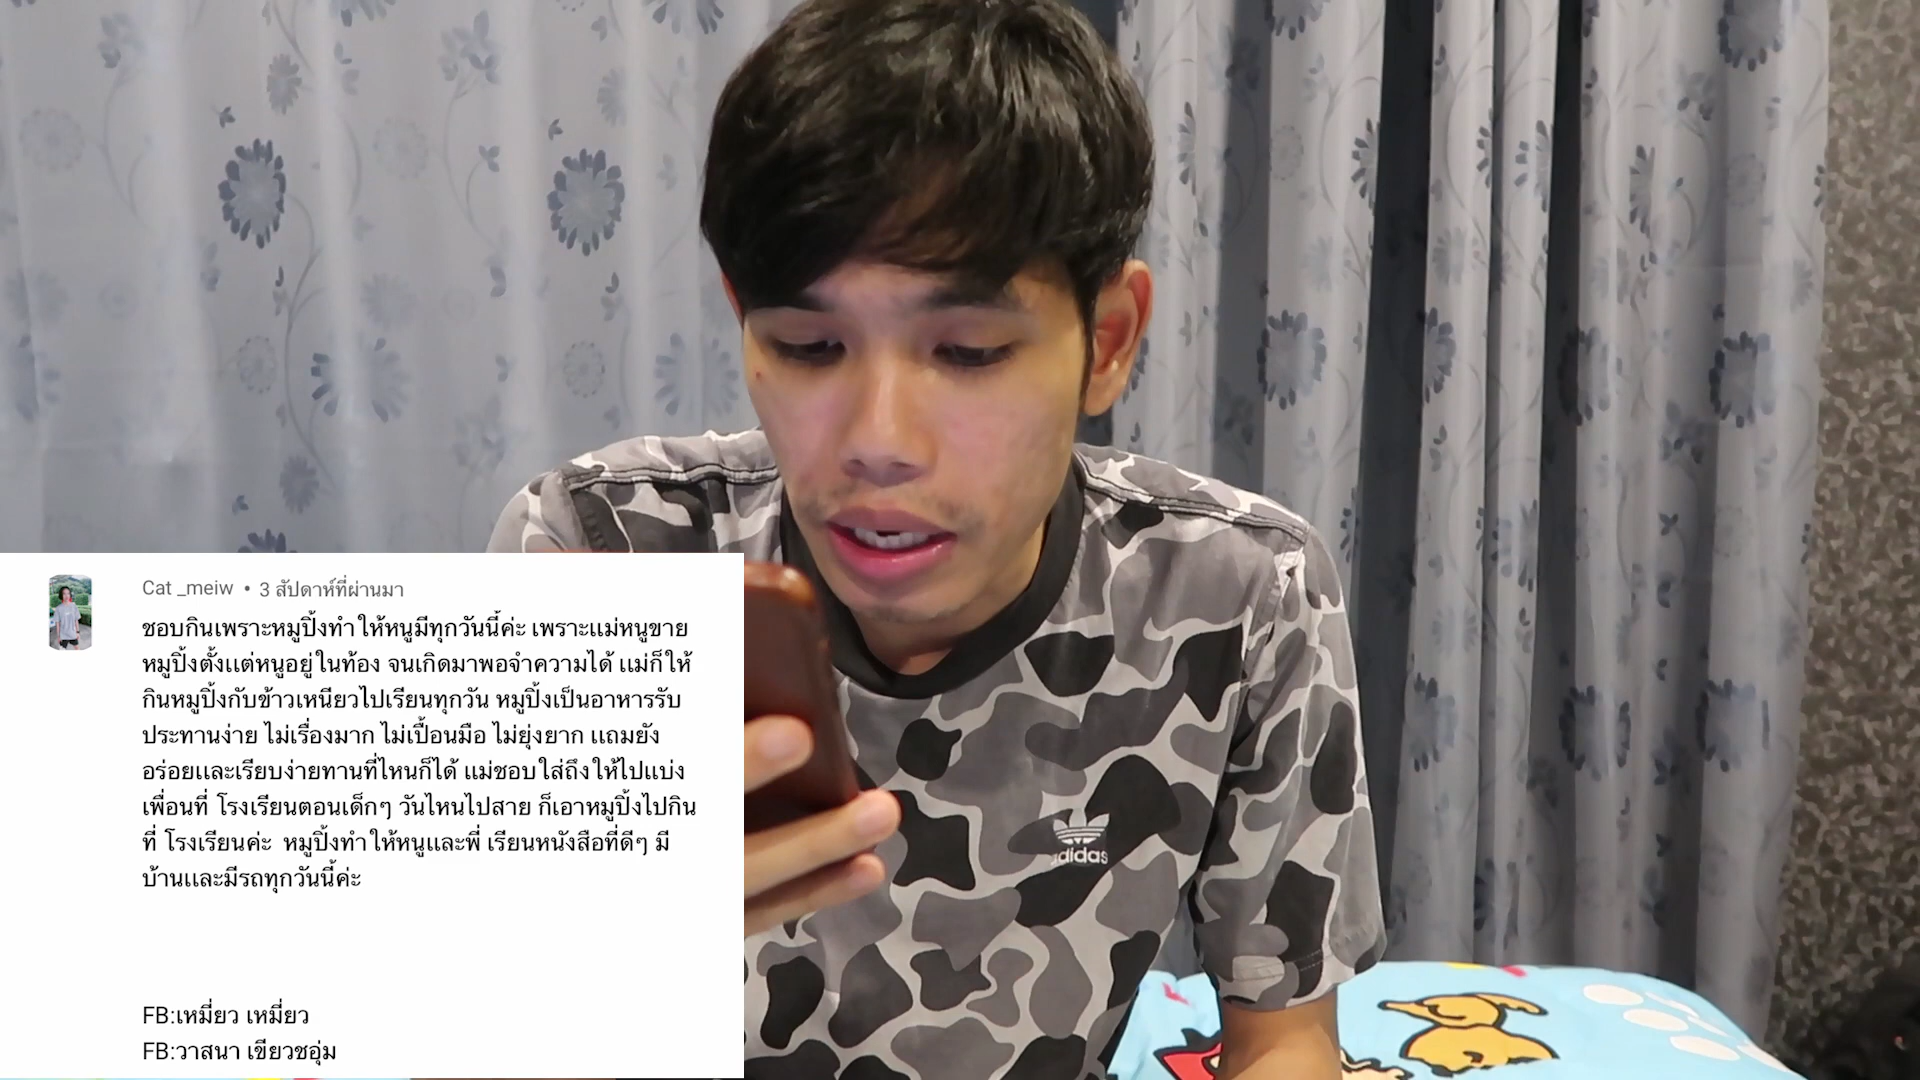 Cat _meiw • 3 สัปดาห์ที่ผ่านมา
ชอบกินเพราะหมูปิ้งทำให้หนูมีทุกวันนี้ค่ะ เพราะแม่หนูขาย
หมูปิ้งตั้งแต่หนูอยู่ในท้อง จนเกิดมาพอจำความได้ แม่ก็ให้
กินหมูปิ้งกับข้าวเหนียวไปเรียนทุกวัน หมูปิ้งเป็นอาหารรับ
ประทานง่าย ไม่เรื่องมาก ไม่เปื้อนมือ ไม่ยุ่งยาก แถมยัง
อร่อยและเรียบง่ายทานที่ไหนก็ได้ แม่ชอบใส่ถึงให้ไปแบ่ง
เพื่อนที่ โรงเรียนตอนเด็กๆ วันไหนไปสาย ก็เอาหมูปิ้งไปกิน
ที่ โรงเรียนค่ะ หมูปิ้งทำให้หนูและพี่ เรียนหนังสือที่ดีๆ มี
บ้านและมีรถทุกวันนี้ค่ะ
FB:เหมี่ยว เหมี่ยว
FB:วาสนา เขียวชอุ่ม
adidas